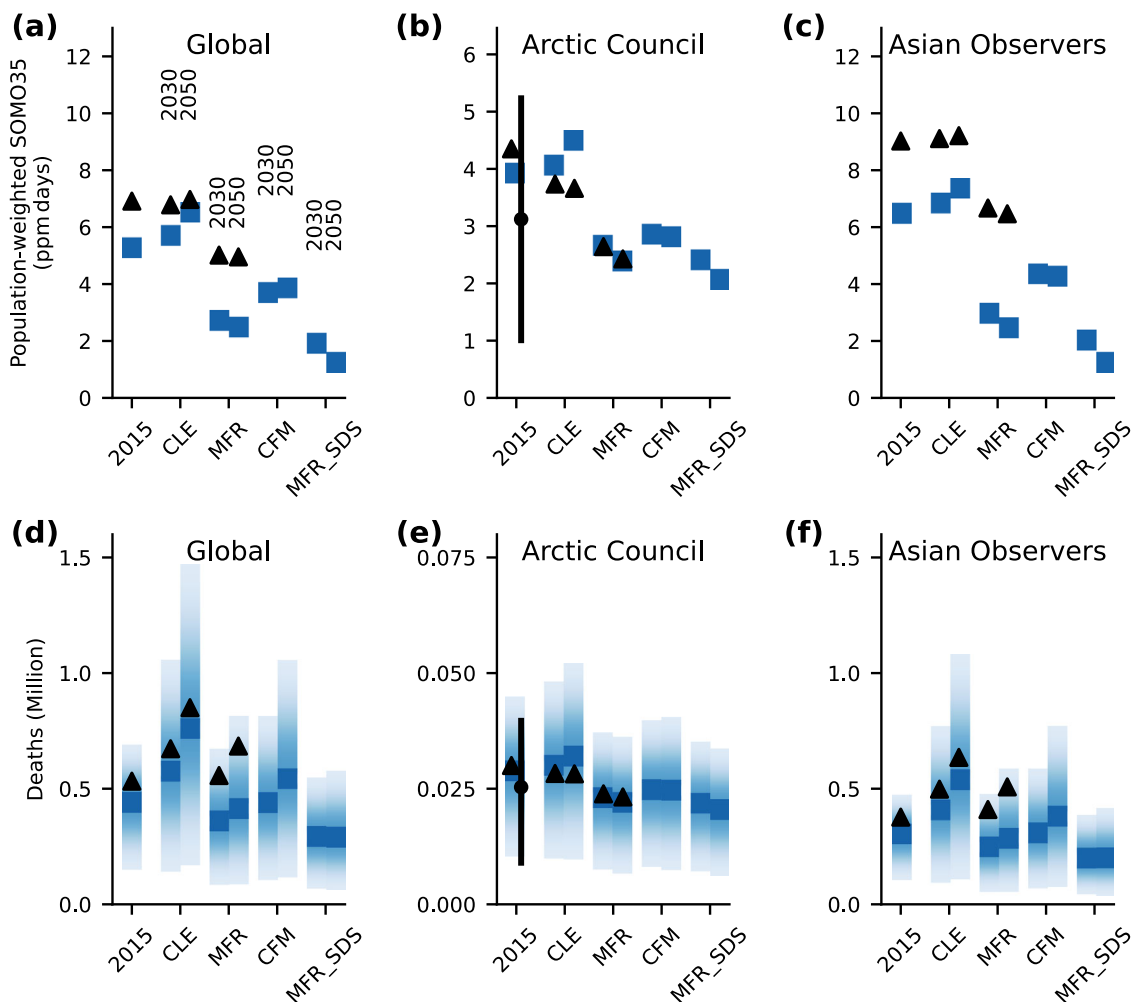 (a)
Global
(b)
Arctic Council
(c)
Asian Observers
Population-weighted SOMO35
(ppm days)
12
10
8
6
4
2
0
2030
2050
2030
2050
2030
2050
2030
2050
2015
CLE
MFR
CFM
MFR_SDS
6
5
4
3
2
1
0
2015
CLE
MFR
CFM
MFR_SDS
12
10
8
6
4
2
0
2015
CLE
MFR
CFM
MFR_SDS
(d)
Global
(e)
Arctic Council
(f)
Asian Observers
Deaths (Million)
1.5
1.0
0.5
0.0
2015
CLE
MFR
CFM
MFR_SDS
0.075
0.050
0.025
0.000
2015
CLE
MFR
CFM
MFR_SDS
1.5
1.0
0.5
0.0
2015
CLE
MFR
CFM
MFR_SDS